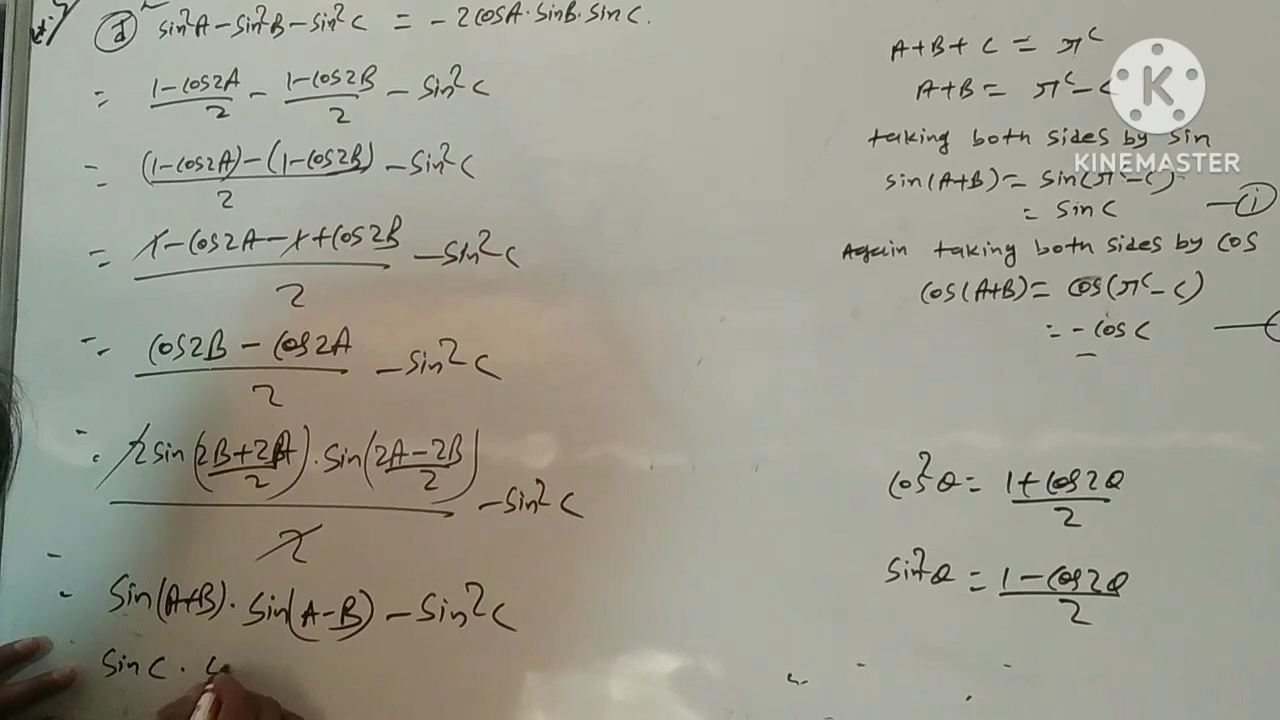 (d) sin²A - sin²B - sin²C = -2cosA·sinB·sinC.
= (1-cos2A)/2 - (1-cos2B)/2 - sin²C
= ((1-cos2A)-(1-cos2B))/2 - sin²C
= (1-cos2A-1+cos2B)/2 - sin²C
= (cos2B - cos2A)/2 - sin²C
= (2sin((2B+2A)/2)·sin((2A-2B)/2))/2 - sin²C
= sin(A+B)·sin(A-B) - sin²C
sinC·
A+B+C = π^c
A+B = π^c - C
taking both sides by sin
sin(A+B) = sin(π^c - C)
= sinC —(i)
Again taking both sides by cos
cos(A+B) = cos(π^c - C)
= -cosC —
cos²θ = (1+cos2θ)/2
sin²θ = (1-cos2θ)/2
K
KINEMASTER